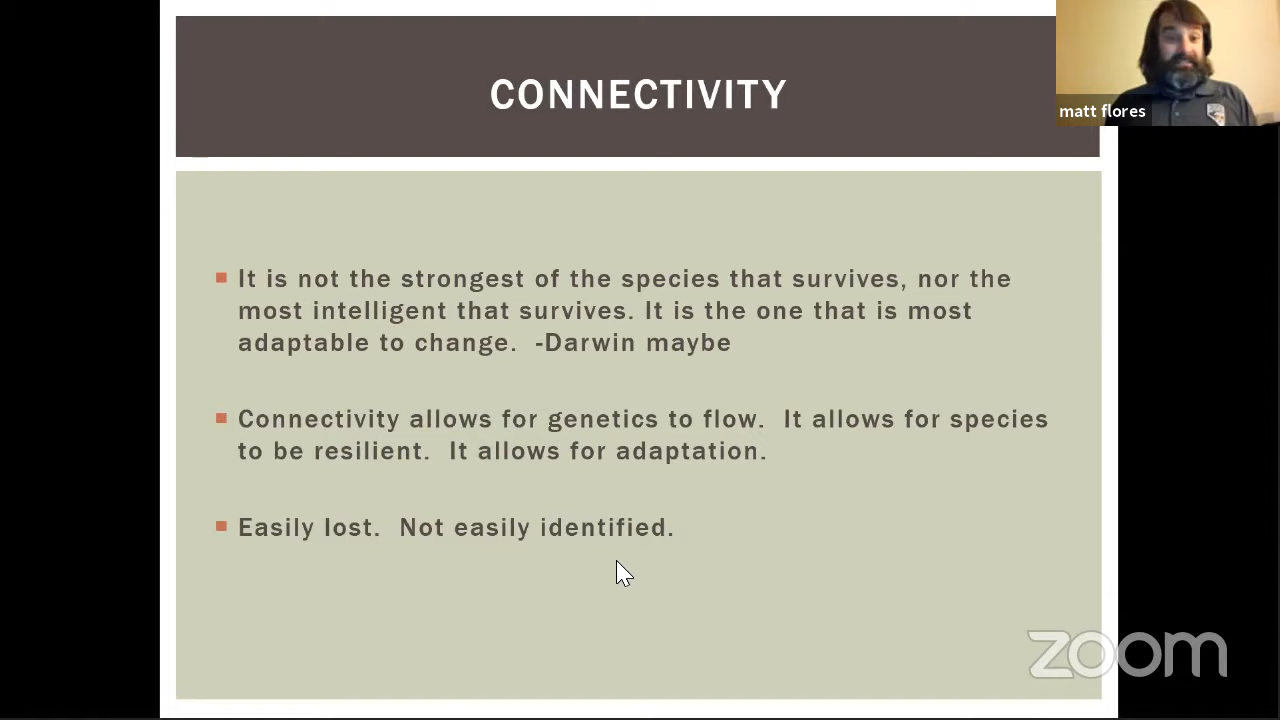 CONNECTIVITY
matt flores
It is not the strongest of the species that survives, nor the
most intelligent that survives. It is the one that is most
adaptable to change.  -Darwin maybe
Connectivity allows for genetics to flow.  It allows for species
to be resilient.  It allows for adaptation.
Easily lost.  Not easily identified.
zoom